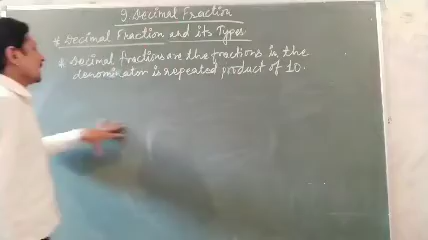 9. Decimal Fraction
* Decimal Fraction and its Types
* Decimal fractions are the fractions in the
denominator is repeated product of 10.